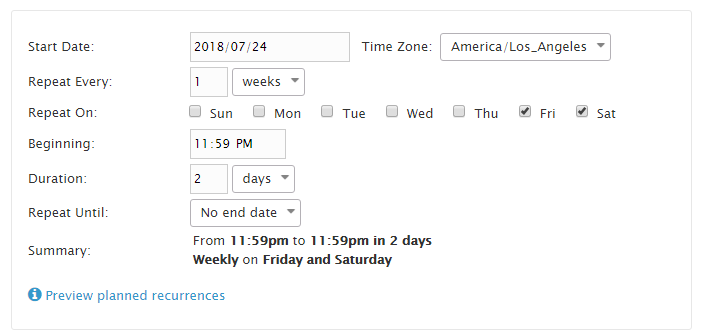 Start Date: 2018/07/24 Time Zone: America/Los_Angeles
Repeat Every: 1 weeks
Repeat On: Sun Mon Tue Wed Thu Fri Sat
Beginning: 11:59 PM
Duration: 2 days
Repeat Until: No end date
Summary: From 11:59pm to 11:59pm in 2 days
Weekly on Friday and Saturday
Preview planned recurrences